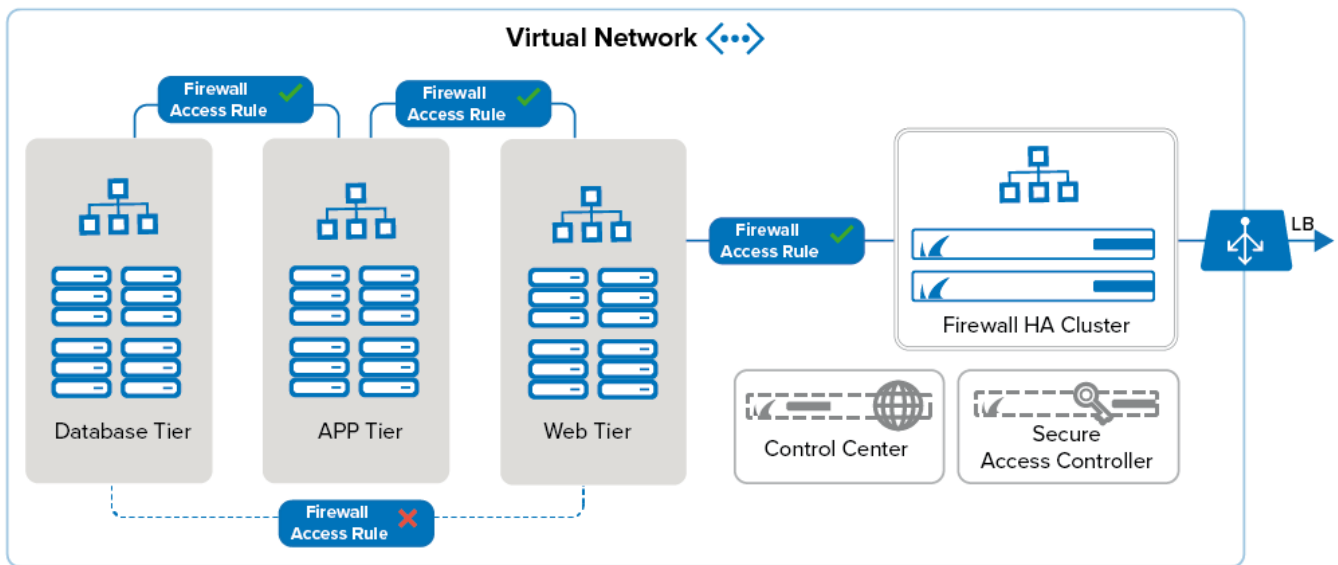 Virtual Network
Firewall
Access Rule
Firewall
Access Rule
Firewall
Access Rule
LB
Firewall HA Cluster
Database Tier
APP Tier
Web Tier
Control Center
Secure
Access Controller
Firewall
Access Rule